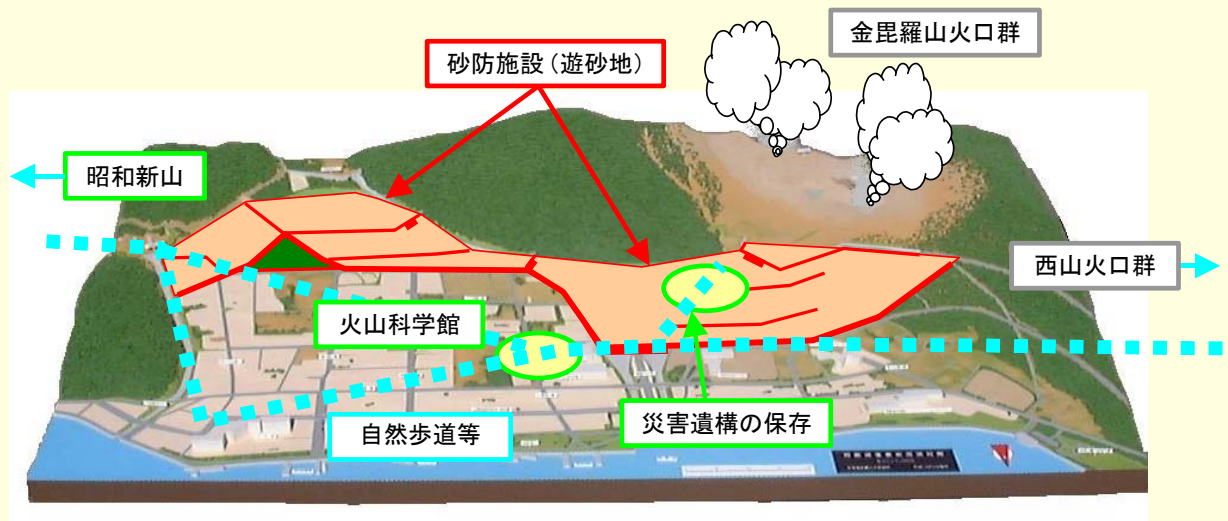 金毘羅山火口群
砂防施設（遊砂地）
昭和新山
西山火口群
火山科学館
自然歩道等
災害遺構の保存